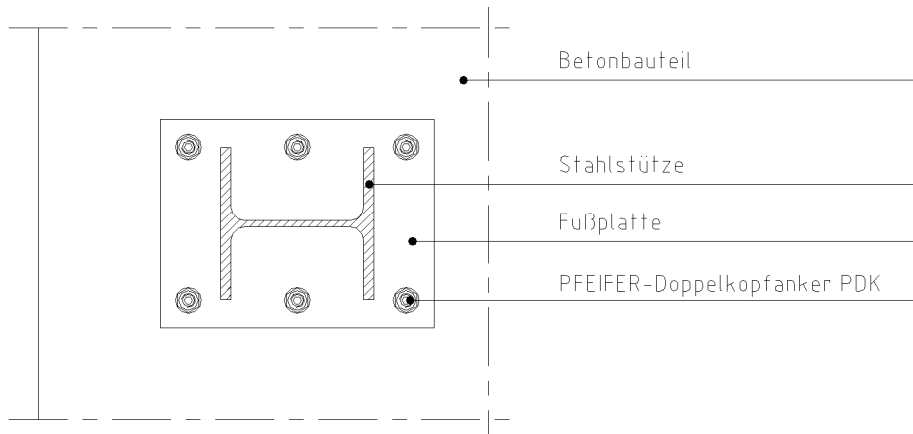 Betonbauteil
Stahlstütze
Fußplatte
PFEIFER-Doppelkopfanker PDK